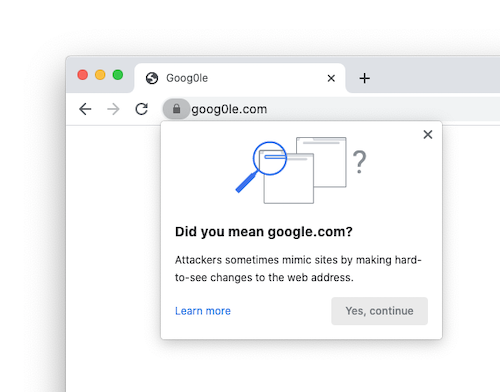 Goog0le
goog0le.com
?
Did you mean google.com?
Attackers sometimes mimic sites by making hard-
to-see changes to the web address.
Learn more
Yes, continue